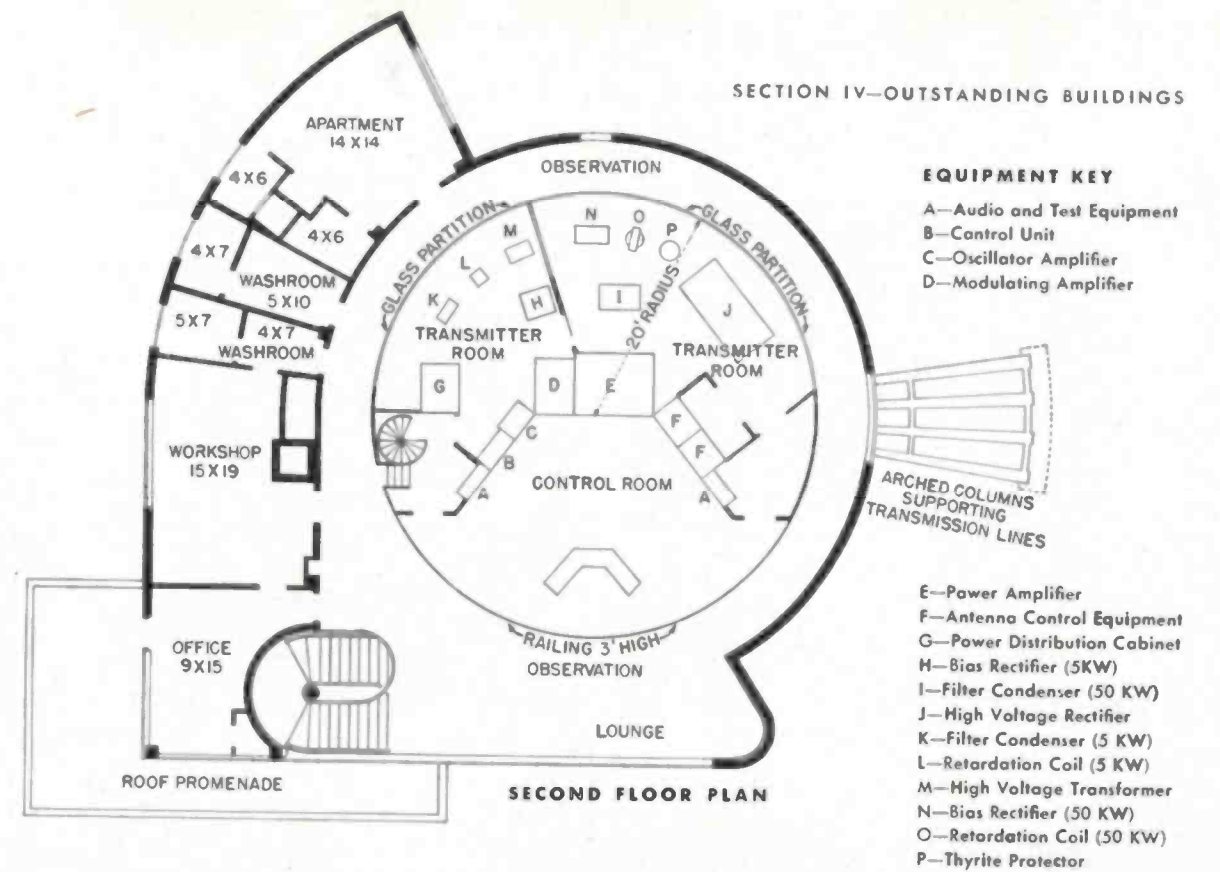 SECTION IV—OUTSTANDING BUILDINGS
EQUIPMENT KEY
A—Audio and Test Equipment
B—Control Unit
C—Oscillator Amplifier
D—Modulating Amplifier
APARTMENT
14 X 14
4 X 6
4 X 6
4 X 7
WASHROOM
5 X 10
5 X 7
4 X 7
WASHROOM
WORKSHOP
15 X 19
OFFICE
9 X 15
ROOF PROMENADE
OBSERVATION
GLASS PARTITION
GLASS PARTITION
N
O
P
M
L
K
H
I
J
20' RADIUS
TRANSMITTER
ROOM
TRANSMITTER
ROOM
G
D
E
C
B
A
F
F
A
CONTROL ROOM
RAILING 3' HIGH
OBSERVATION
LOUNGE
SECOND FLOOR PLAN
ARCHED COLUMNS
SUPPORTING
TRANSMISSION LINES
E—Power Amplifier
F—Antenna Control Equipment
G—Power Distribution Cabinet
H—Bias Rectifier (5KW)
I—Filter Condenser (50 KW)
J—High Voltage Rectifier
K—Filter Condenser (5 KW)
L—Retardation Coil (5 KW)
M—High Voltage Transformer
N—Bias Rectifier (50 KW)
O—Retardation Coil (50 KW)
P—Thyrite Protector